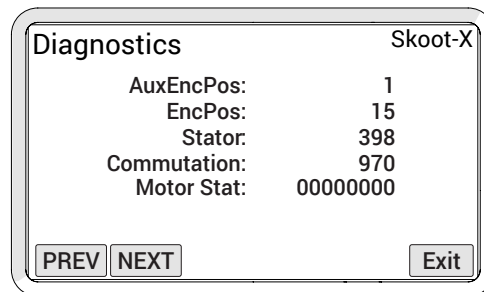 Diagnostics Skoot-X
AuxEncPos: 1
EncPos: 15
Stator: 398
Commutation: 970
Motor Stat: 00000000
PREV NEXT Exit